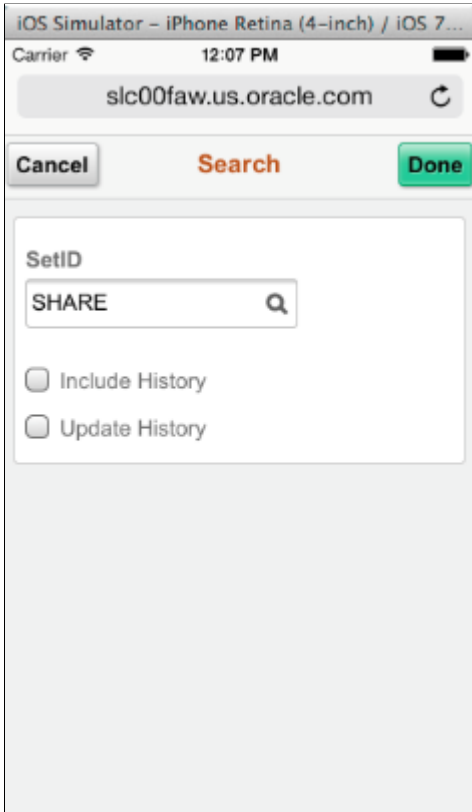 iOS Simulator – iPhone Retina (4-inch) / iOS 7...
Carrier 12:07 PM
slc00faw.us.oracle.com
Cancel Search Done
SetID
SHARE
Include History
Update History